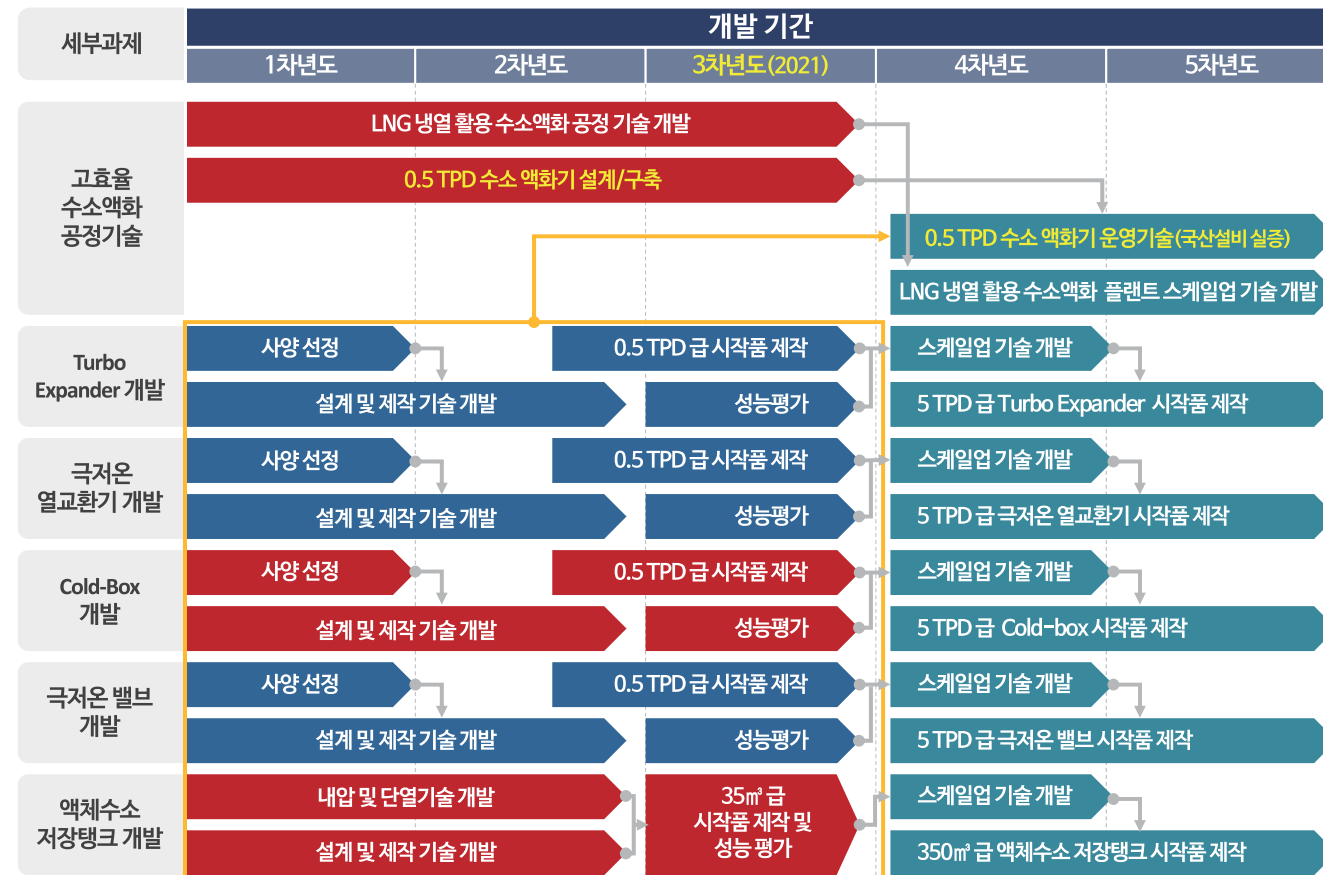 세부과제
개발 기간
1차년도
2차년도
3차년도(2021)
4차년도
5차년도
고효율
수소액화
공정기술
LNG 냉열 활용 수소액화 공정 기술 개발
0.5 TPD 수소 액화기 설계/구축
0.5 TPD 수소 액화기 운영기술(국산설비 실증)
LNG 냉열 활용 수소액화 플랜트 스케일업 기술 개발
Turbo
Expander 개발
사양 선정
0.5 TPD 급 시작품 제작
스케일업 기술 개발
설계 및 제작 기술 개발
성능평가
5 TPD 급 Turbo Expander 시작품 제작
극저온
열교환기 개발
사양 선정
0.5 TPD 급 시작품 제작
스케일업 기술 개발
설계 및 제작 기술 개발
성능평가
5 TPD 급 극저온 열교환기 시작품 제작
Cold-Box
개발
사양 선정
0.5 TPD 급 시작품 제작
스케일업 기술 개발
설계 및 제작 기술 개발
성능평가
5 TPD 급 Cold-box 시작품 제작
극저온 밸브
개발
사양 선정
0.5 TPD 급 시작품 제작
스케일업 기술 개발
설계 및 제작 기술 개발
성능평가
5 TPD 급 극저온 밸브 시작품 제작
액체수소
저장탱크 개발
내압 및 단열기술 개발
설계 및 제작 기술 개발
35㎥ 급
시작품 제작 및
성능 평가
스케일업 기술 개발
350㎥ 급 액체수소 저장탱크 시작품 제작